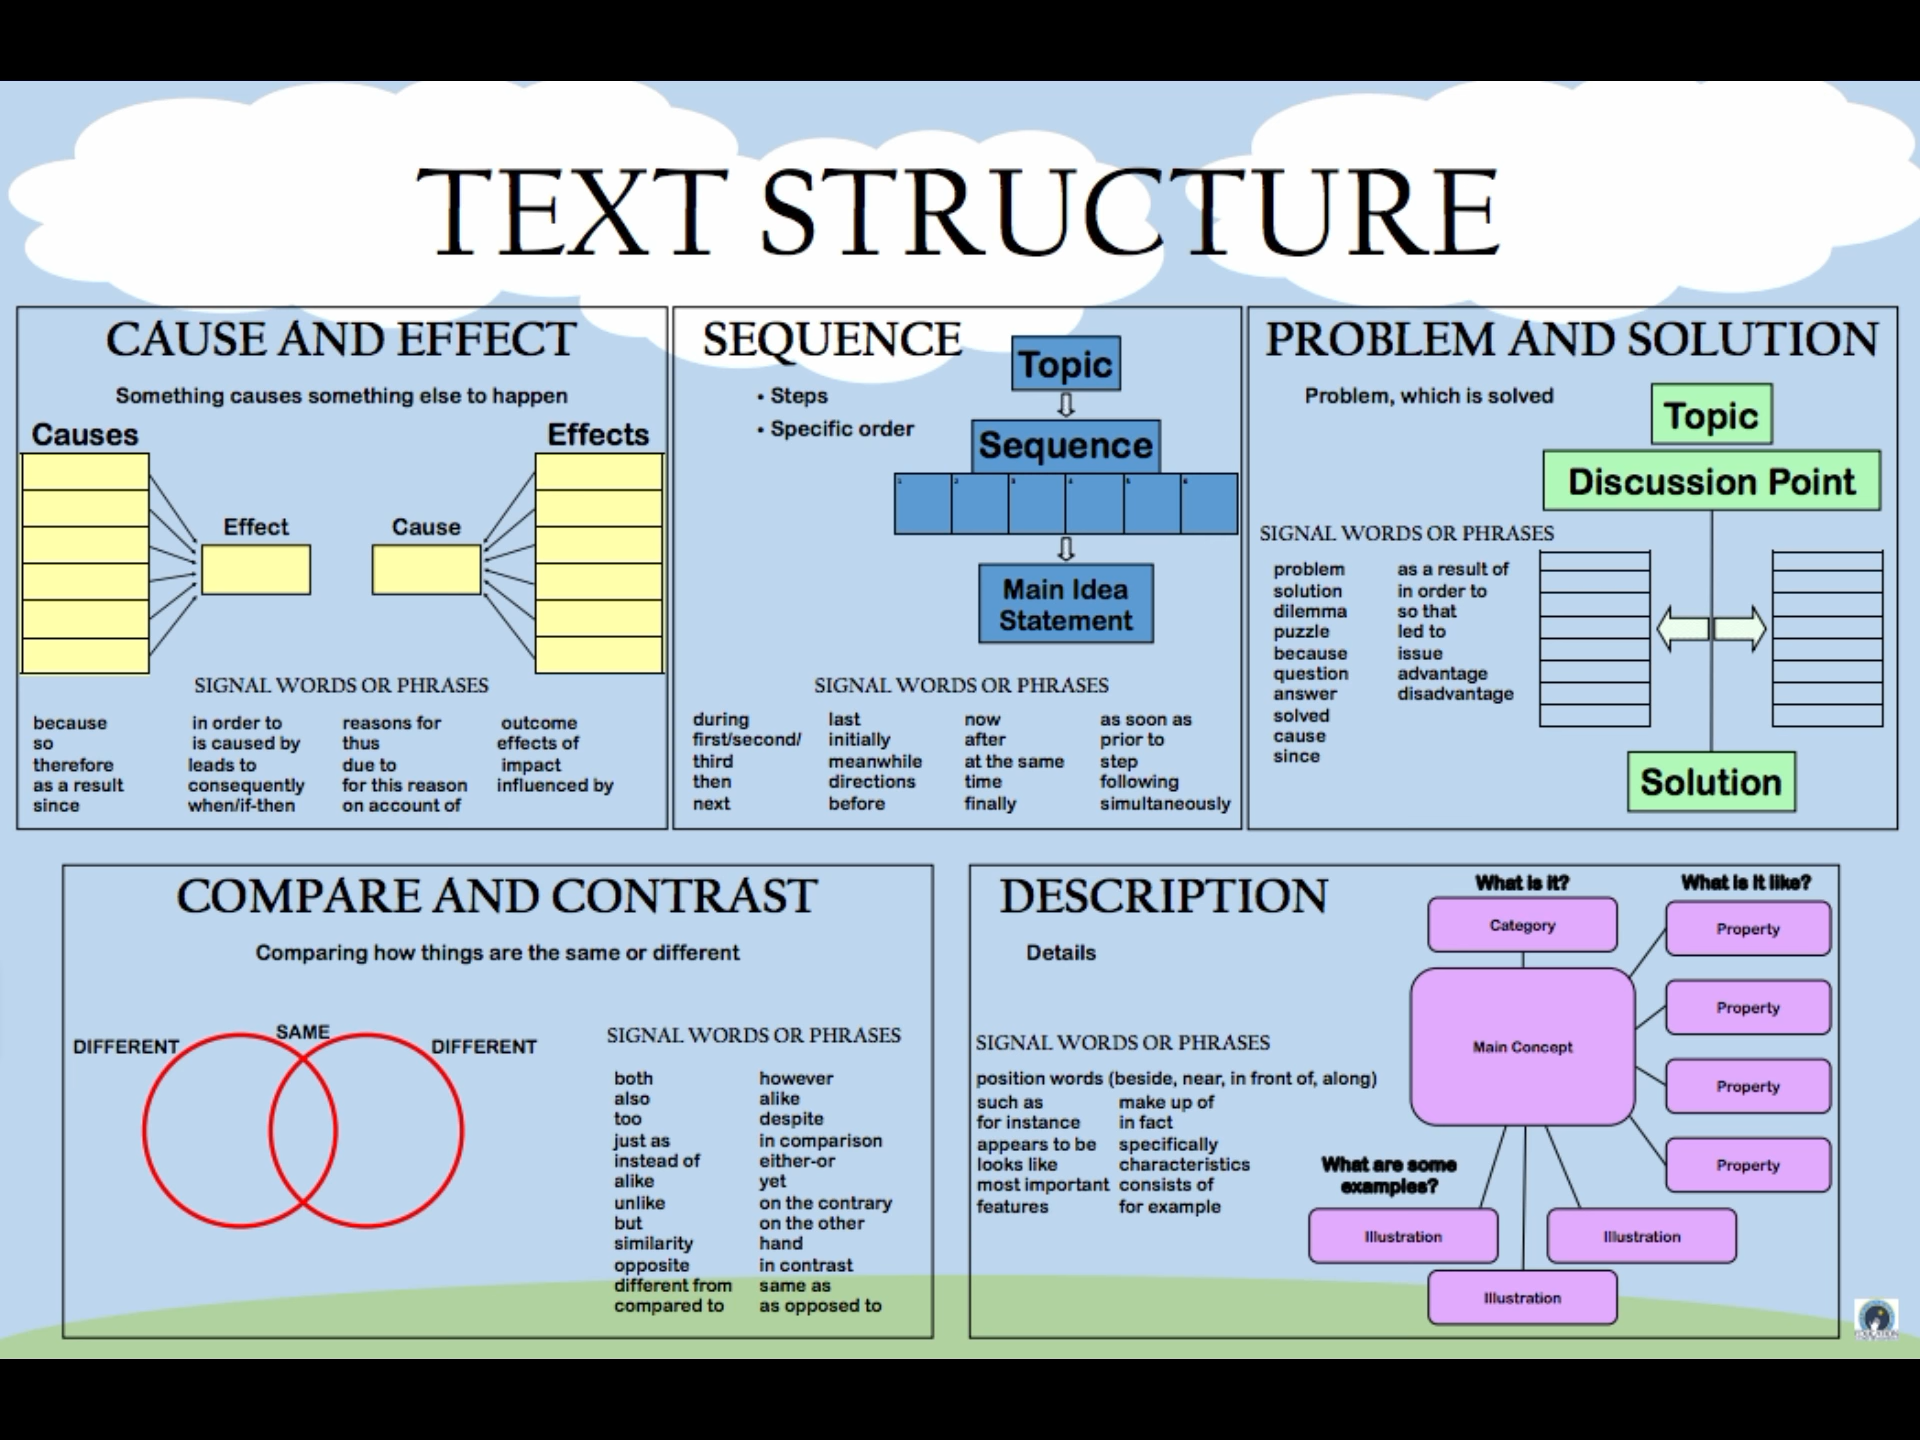 TEXT STRUCTURE
CAUSE AND EFFECT
Something causes something else to happen
Causes
Effects
Effect
Cause
SIGNAL WORDS OR PHRASES
because
so
therefore
as a result
since
in order to
is caused by
leads to
consequently
when/if-then
reasons for
thus
due to
for this reason
on account of
outcome
effects of
impact
influenced by
SEQUENCE
• Steps
• Specific order
Topic
Sequence
1 2 3 4 5 6
Main Idea
Statement
SIGNAL WORDS OR PHRASES
during
first/second/
third
then
next
last
initially
meanwhile
directions
before
now
after
at the same
time
finally
as soon as
prior to
step
following
simultaneously
PROBLEM AND SOLUTION
Problem, which is solved
Topic
Discussion Point
SIGNAL WORDS OR PHRASES
problem
solution
dilemma
puzzle
because
question
answer
solved
cause
since
as a result of
in order to
so that
led to
issue
advantage
disadvantage
Solution
COMPARE AND CONTRAST
Comparing how things are the same or different
DIFFERENT
SAME
DIFFERENT
SIGNAL WORDS OR PHRASES
both
also
too
just as
instead of
alike
unlike
but
similarity
opposite
different from
compared to
however
alike
despite
in comparison
either-or
yet
on the contrary
on the other
hand
in contrast
same as
as opposed to
DESCRIPTION
Details
SIGNAL WORDS OR PHRASES
position words (beside, near, in front of, along)
such as
for instance
appears to be
looks like
most important
features
make up of
in fact
specifically
characteristics
consists of
for example
What is it?
Category
Main Concept
What is it like?
Property
Property
Property
Property
What are some
examples?
Illustration
Illustration
Illustration